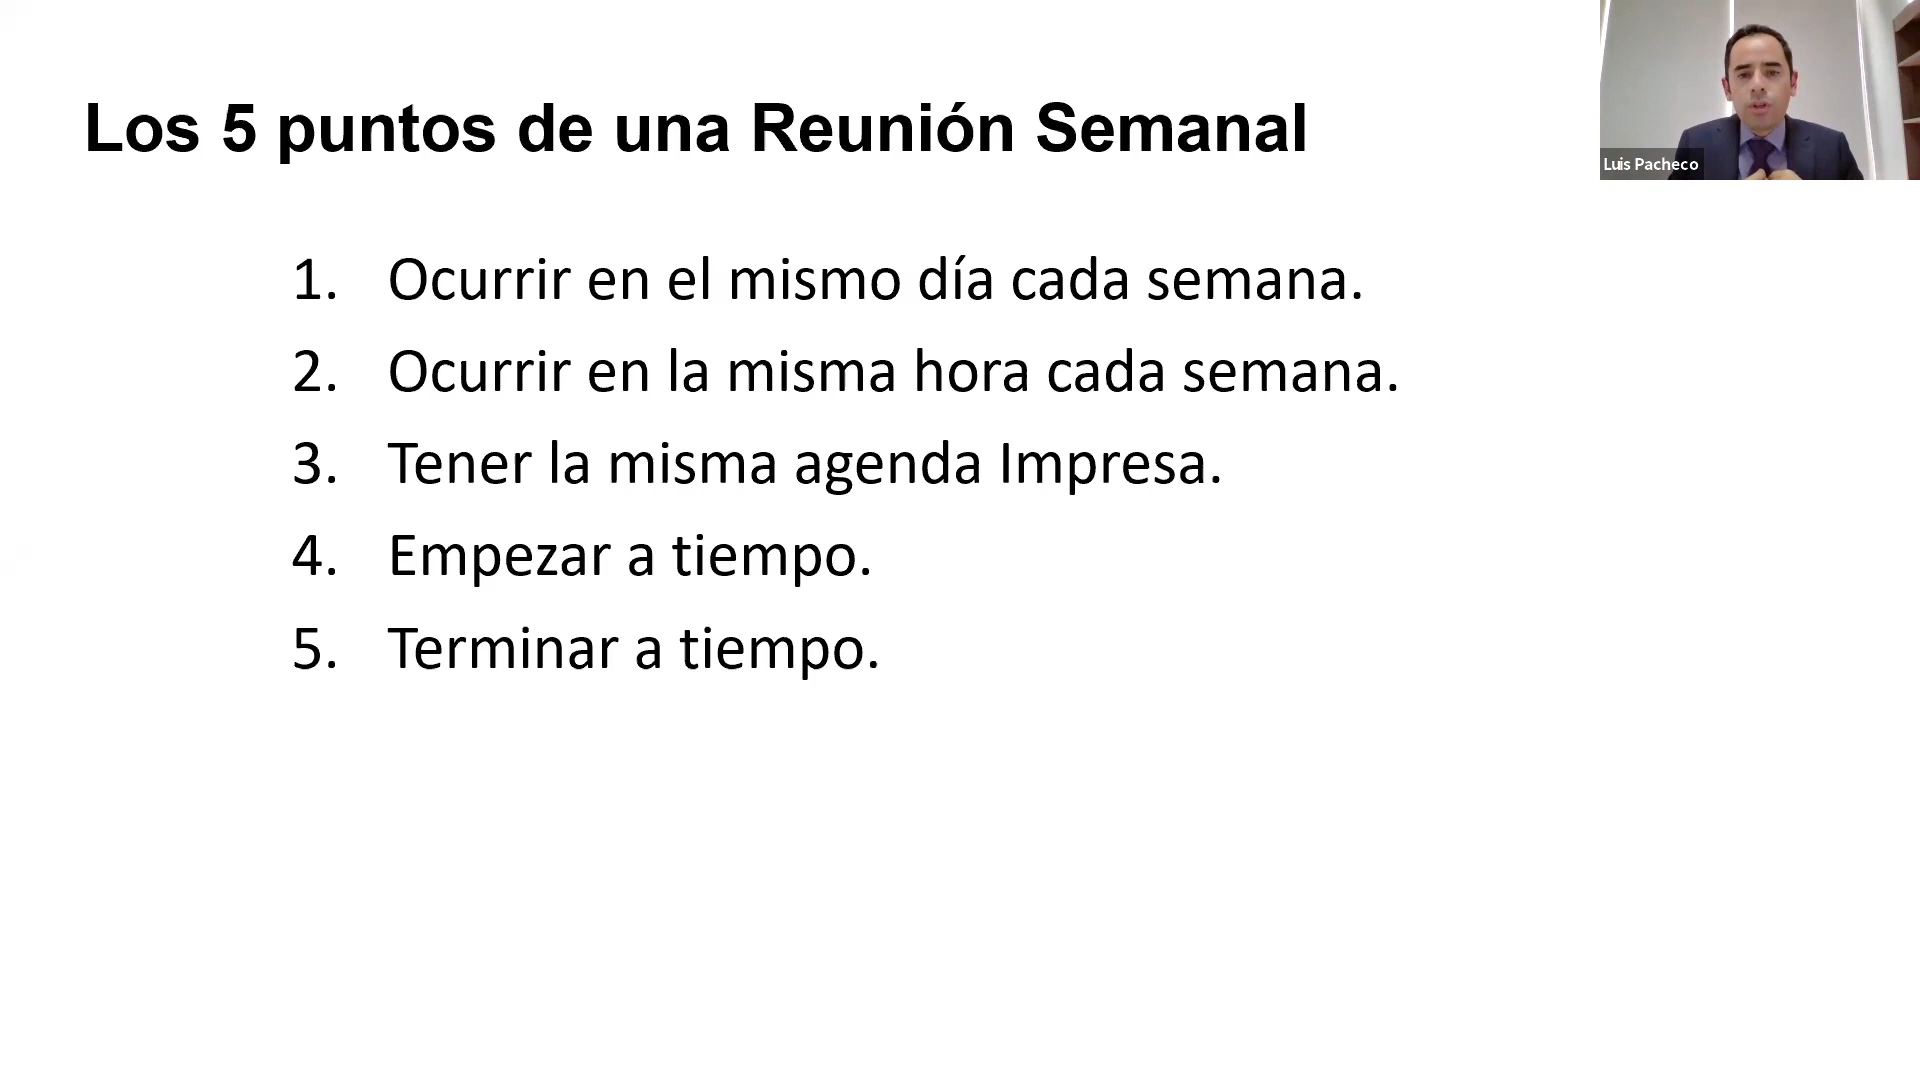 Los 5 puntos de una Reunión Semanal
Luis Pacheco
1. Ocurrir en el mismo día cada semana.
2. Ocurrir en la misma hora cada semana.
3. Tener la misma agenda Impresa.
4. Empezar a tiempo.
5. Terminar a tiempo.